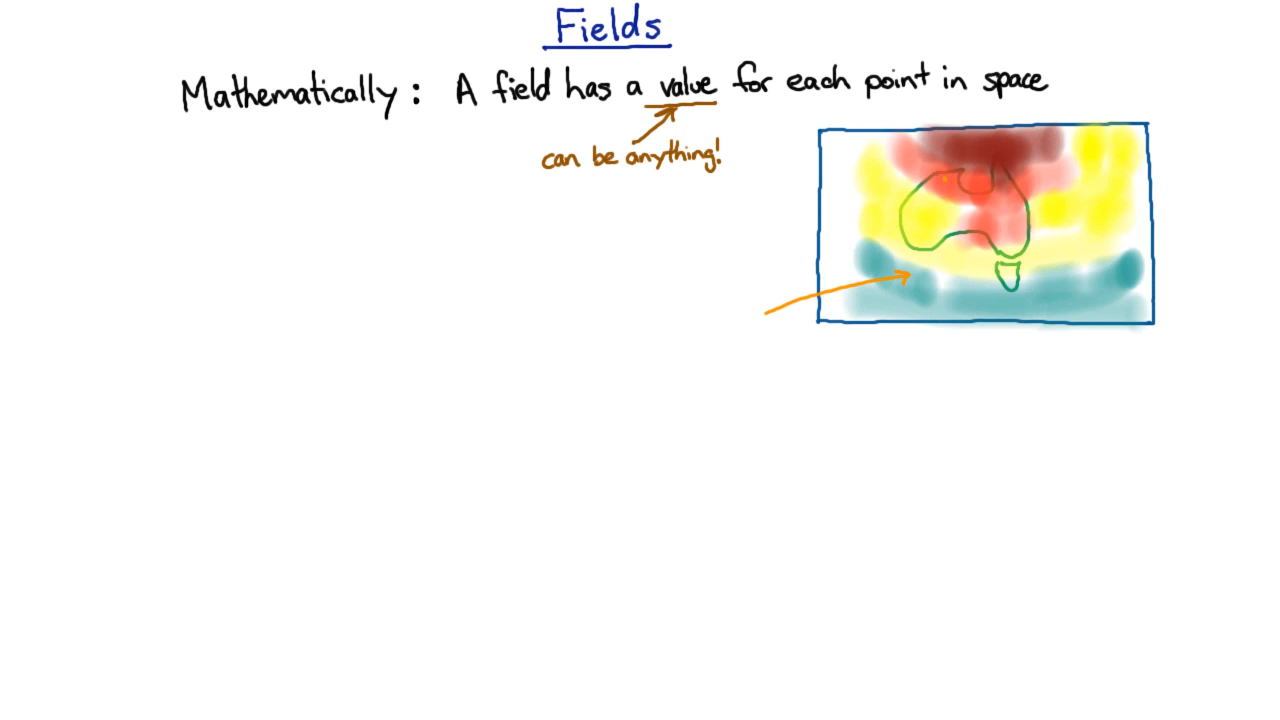 Fields
Mathematically: A field has a value for each point in space
can be anything!